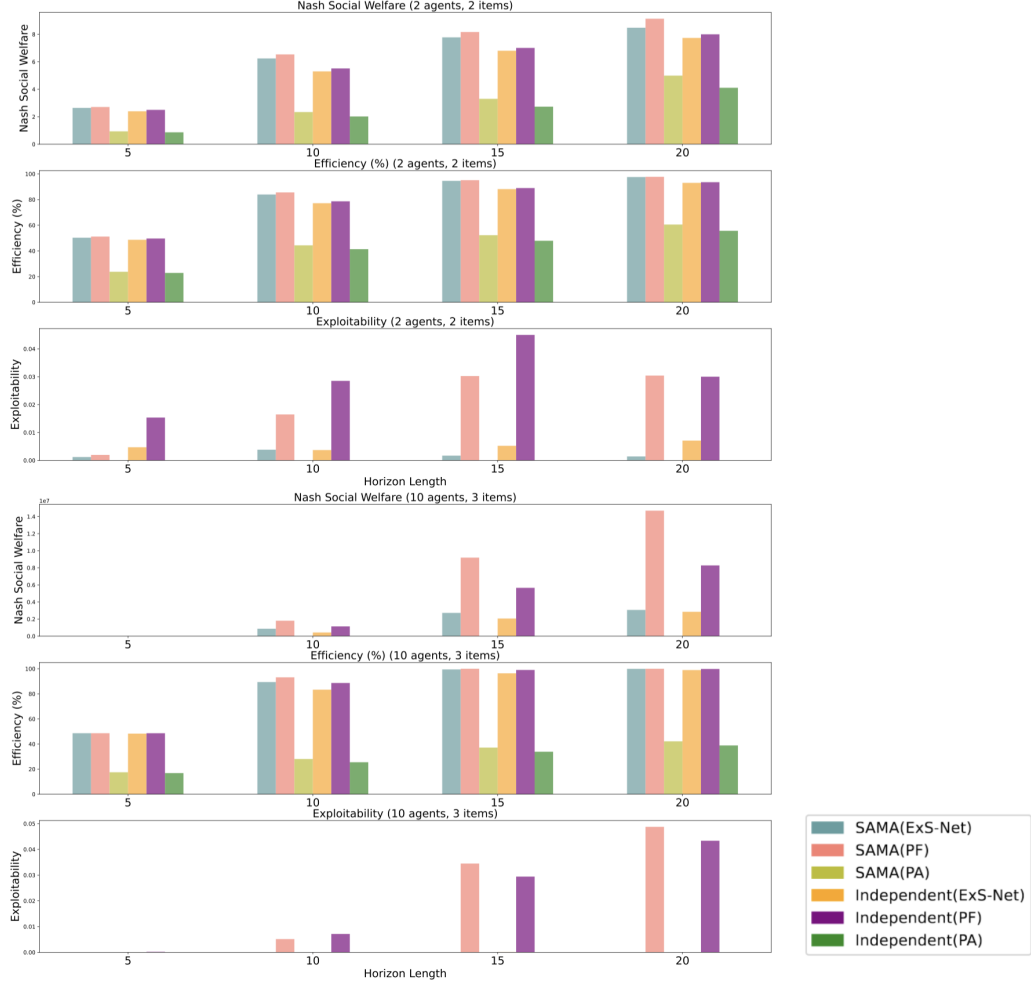 Nash Social Welfare (2 agents, 2 items)
Nash Social Welfare
0
2
4
6
8
5
10
15
20
Efficiency (%) (2 agents, 2 items)
Efficiency (%)
0
20
40
60
80
100
5
10
15
20
Exploitability (2 agents, 2 items)
Exploitability
0.00
0.01
0.02
0.03
0.04
5
10
15
20
Horizon Length
Nash Social Welfare (10 agents, 3 items)
1e7
Nash Social Welfare
0.0
0.2
0.4
0.6
0.8
1.0
1.2
1.4
5
10
15
20
Efficiency (%) (10 agents, 3 items)
Efficiency (%)
0
20
40
60
80
100
5
10
15
20
Exploitability (10 agents, 3 items)
Exploitability
0.00
0.01
0.02
0.03
0.04
0.05
5
10
15
20
Horizon Length
SAMA(ExS-Net)
SAMA(PF)
SAMA(PA)
Independent(ExS-Net)
Independent(PF)
Independent(PA)